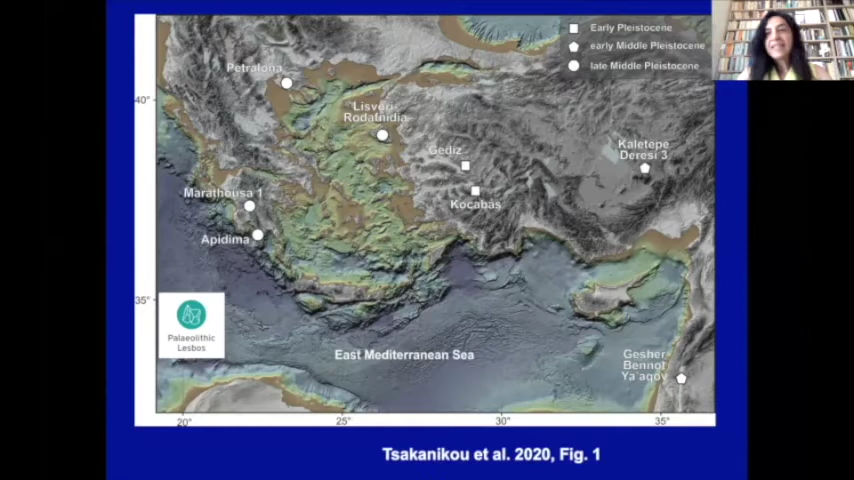 Early Pleistocene
early Middle Pleistocene
late Middle Pleistocene
Petralona
40°
Lisvori-
Rodafnidia
Gediz
Kaletepe
Deresi 3
Kocabaş
Marathousa 1
Apidima
35°
Palaeolithic
Lesbos
East Mediterranean Sea
Gesher
Bennot
Ya'aqov
20°
25°
30°
35°
Tsakanikou et al. 2020, Fig. 1